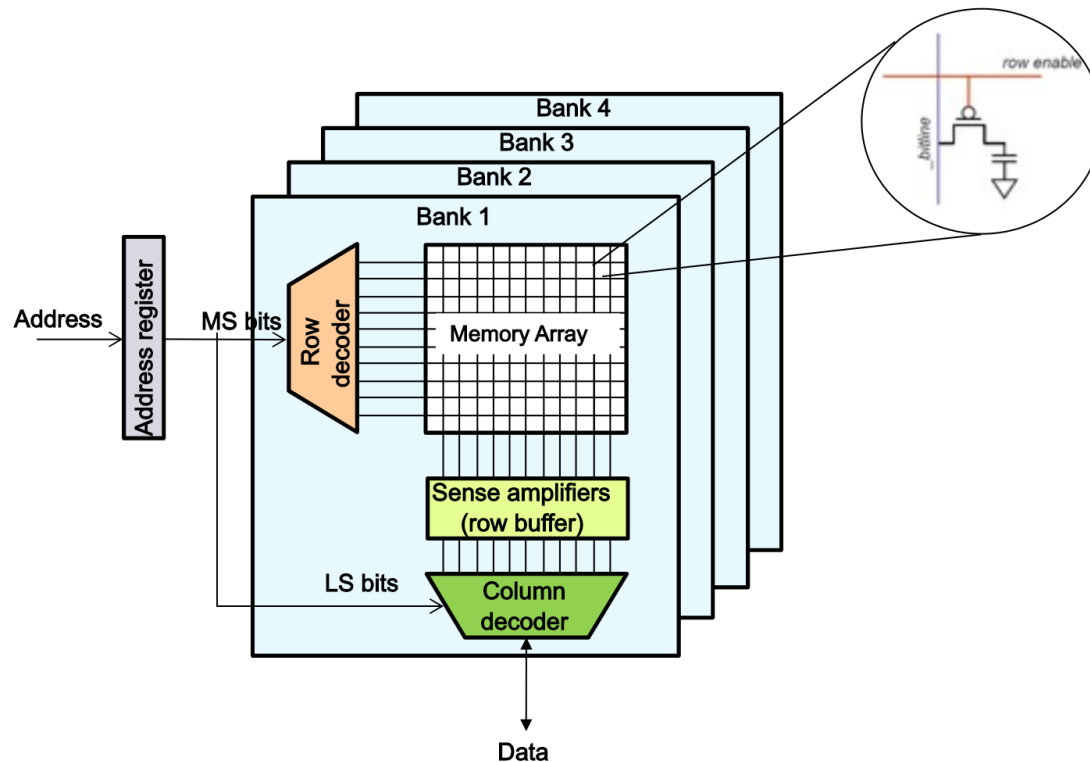 row enable
_bitline
Bank 4
Bank 3
Bank 2
Bank 1
Address
Address register
MS bits
Row
decoder
Memory Array
Sense amplifiers
(row buffer)
LS bits
Column
decoder
Data